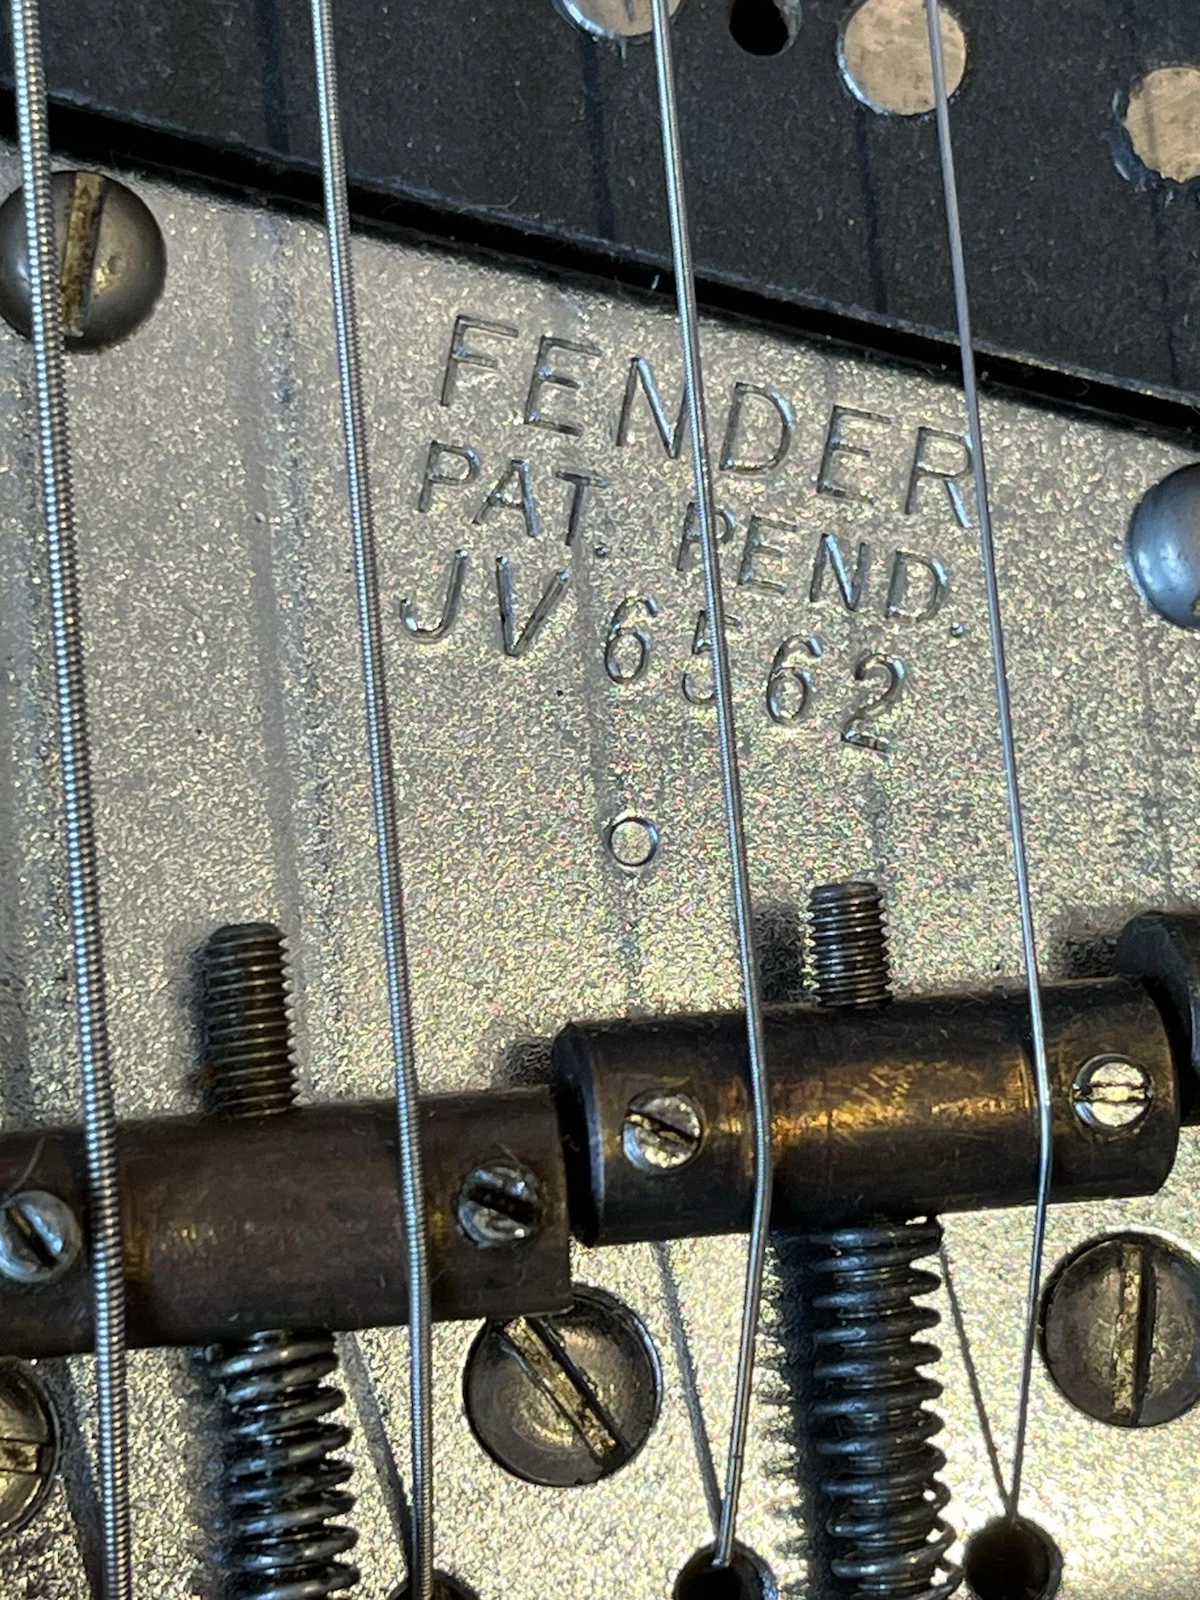 FENDER
PAT. PEND.
JV 6562